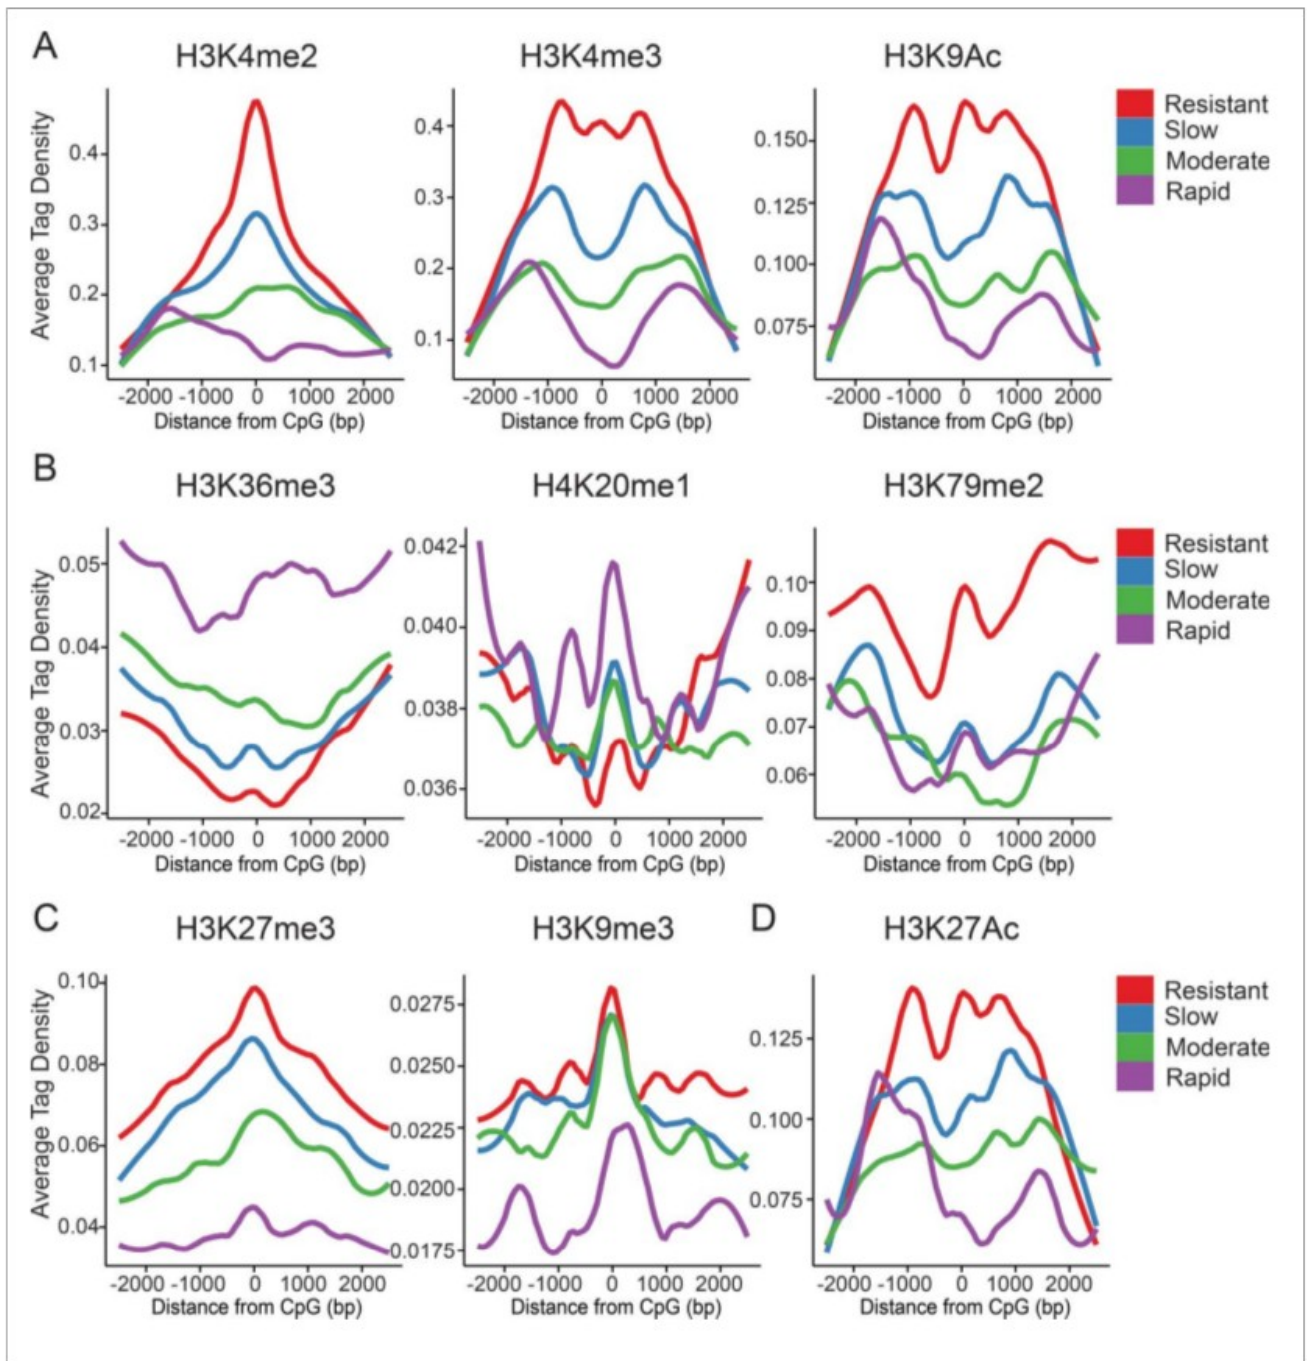 A
H3K4me2
H3K4me3
H3K9Ac
Average Tag Density
0.4
0.3
0.2
0.1
-2000 -1000 0 1000 2000
Distance from CpG (bp)
0.4
0.3
0.2
0.1
-2000 -1000 0 1000 2000
Distance from CpG (bp)
0.150
0.125
0.100
0.075
-2000 -1000 0 1000 2000
Distance from CpG (bp)
Resistant
Slow
Moderate
Rapid
B
H3K36me3
H4K20me1
H3K79me2
Average Tag Density
0.05
0.04
0.03
0.02
-2000 -1000 0 1000 2000
Distance from CpG (bp)
0.042
0.040
0.038
0.036
-2000 -1000 0 1000 2000
Distance from CpG (bp)
0.10
0.09
0.08
0.07
0.06
-2000 -1000 0 1000 2000
Distance from CpG (bp)
Resistant
Slow
Moderate
Rapid
C
H3K27me3
H3K9me3
D
H3K27Ac
Average Tag Density
0.10
0.08
0.06
0.04
-2000 -1000 0 1000 2000
Distance from CpG (bp)
0.0275
0.0250
0.0225
0.0200
0.0175
-2000 -1000 0 1000 2000
Distance from CpG (bp)
0.125
0.100
0.075
-2000 -1000 0 1000 2000
Distance from CpG (bp)
Resistant
Slow
Moderate
Rapid